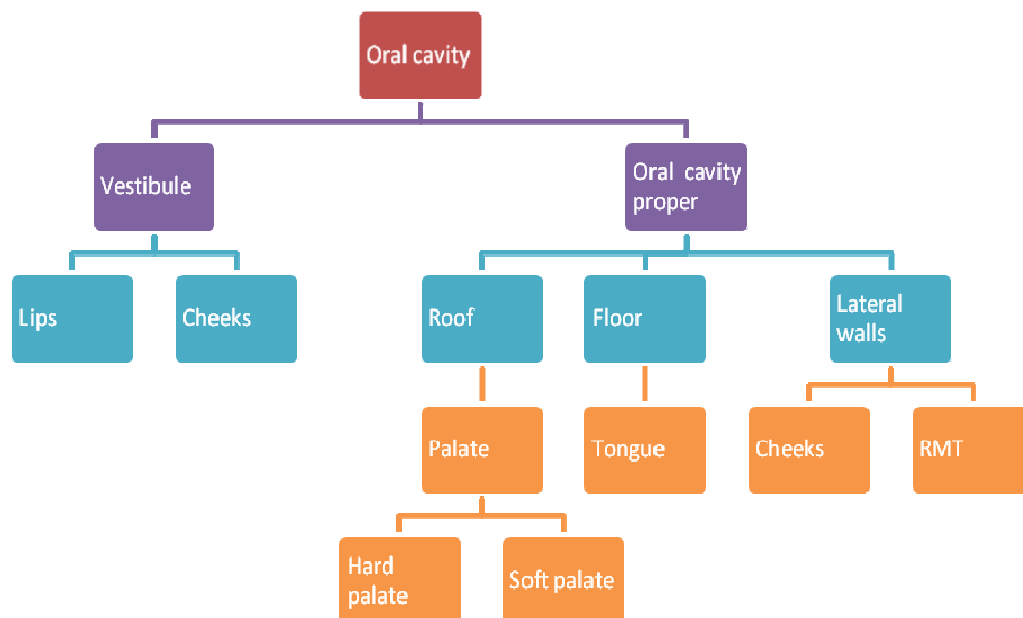 Oral cavity
Vestibule
Oral cavity
proper
Lips
Cheeks
Roof
Floor
Lateral
walls
Palate
Tongue
Cheeks
RMT
Hard
palate
Soft palate